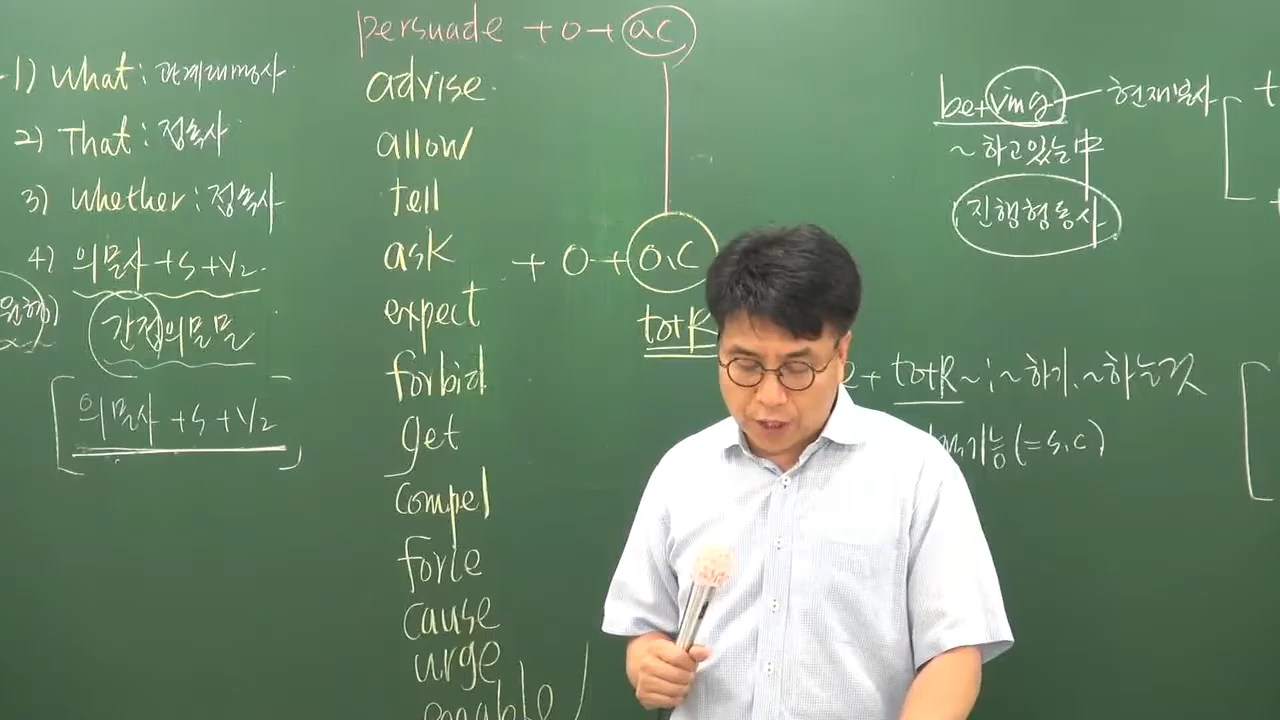 1) What: 관계대명사
2) That: 접속사
3) Whether: 접속사
4) 의문사 + S + V2.
간접의문문
의문사 + S + V2
persuade + O + O.C
advise.
allow
tell
ask + O + O.C
expect to+R
forbid
get
compel
force
cause
urge
enable
be+ving 현재분사
~하고있는中
진행형동사
+ to+R ~ ; ~하기, ~하는것
기능 (= S.C)